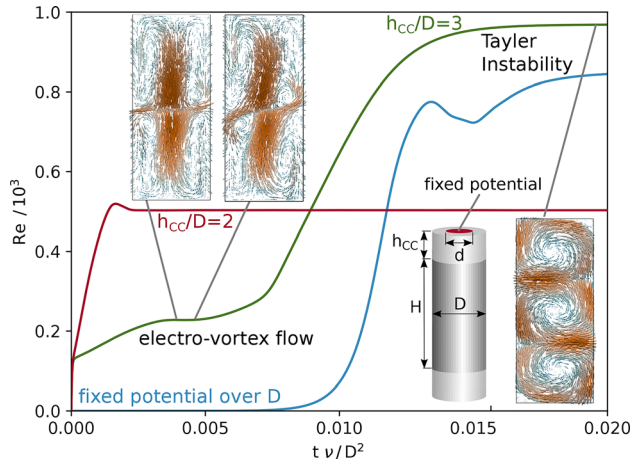 1.0
0.8
0.6
0.4
0.2
0.0
Re /10³
h_CC/D=3
Tayler
Instability
h_CC/D=2
fixed potential
h_CC
d
H
D
electro-vortex flow
fixed potential over D
0.000
0.005
0.010
0.015
0.020
t ν/D²